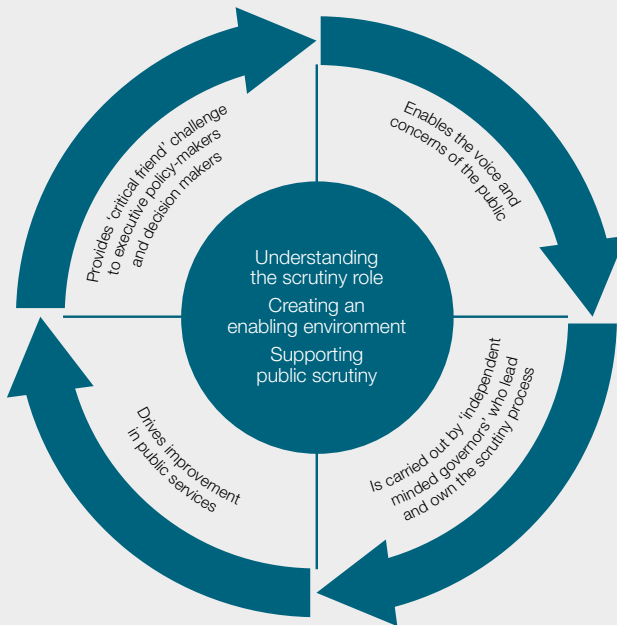 Provides ‘critical friend’ challenge
to executive policy-makers
and decision makers
Enables the voice and
concerns of the public
Understanding
the scrutiny role
Creating an
enabling environment
Supporting
public scrutiny
Drives improvement
in public services
Is carried out by ‘independent
minded governors’ who lead
and own the scrutiny process